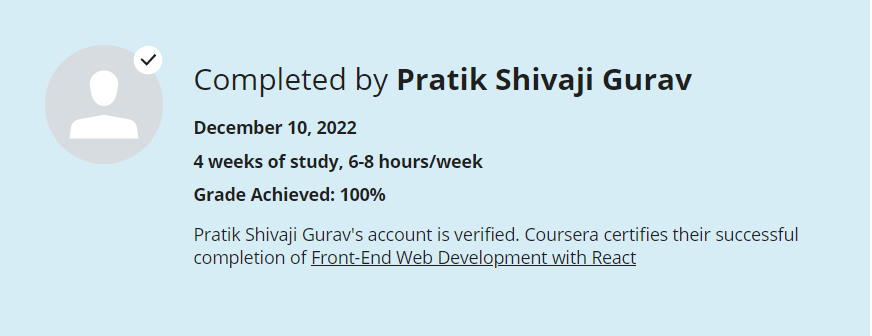 Completed by Pratik Shivaji Gurav
December 10, 2022
4 weeks of study, 6-8 hours/week
Grade Achieved: 100%
Pratik Shivaji Gurav's account is verified. Coursera certifies their successful
completion of Front-End Web Development with React